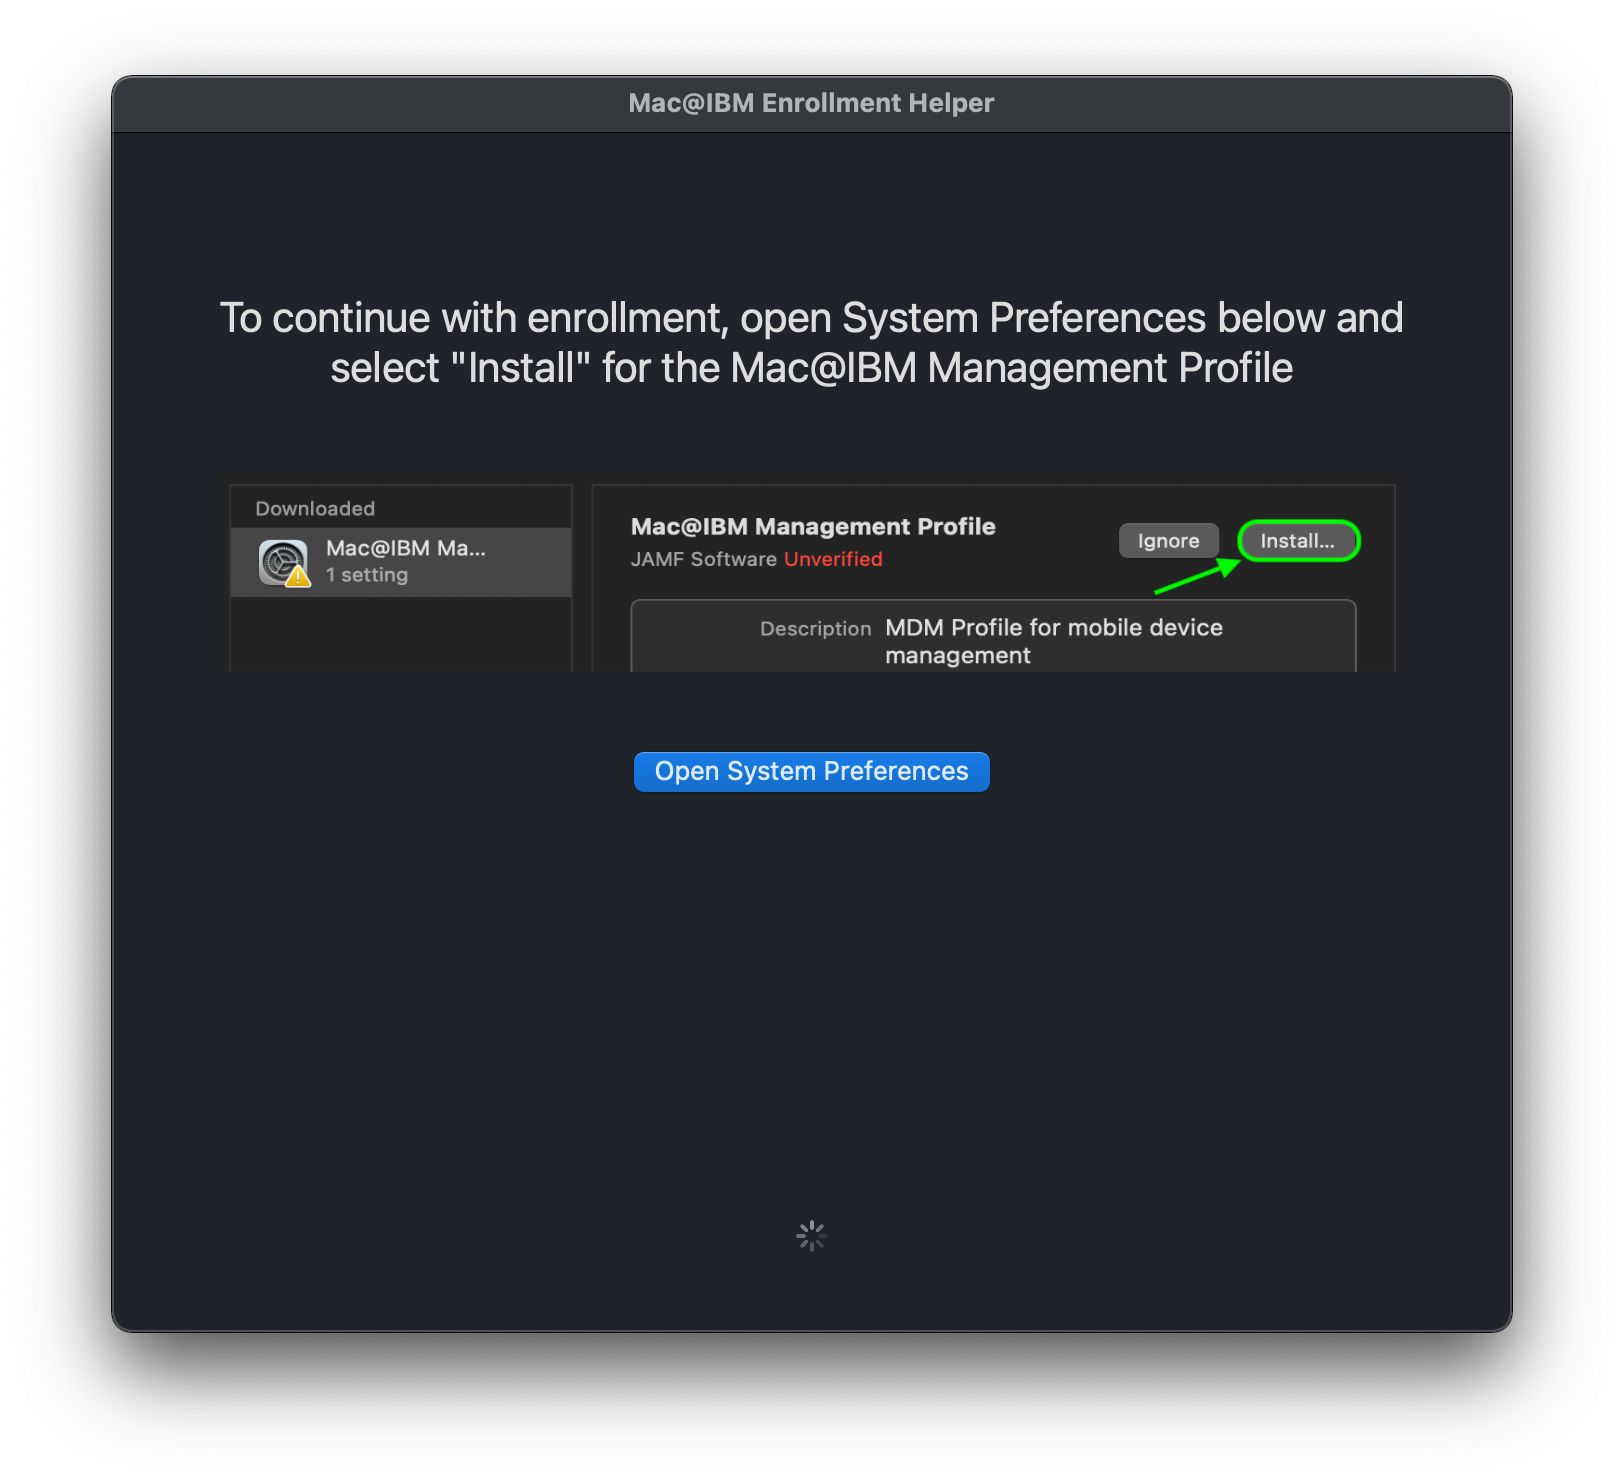 Mac@IBM Enrollment Helper
To continue with enrollment, open System Preferences below and
select "Install" for the Mac@IBM Management Profile
Downloaded
Mac@IBM Ma...
1 setting
Mac@IBM Management Profile
JAMF Software Unverified
Ignore
Install...
Description MDM Profile for mobile device
management
Open System Preferences